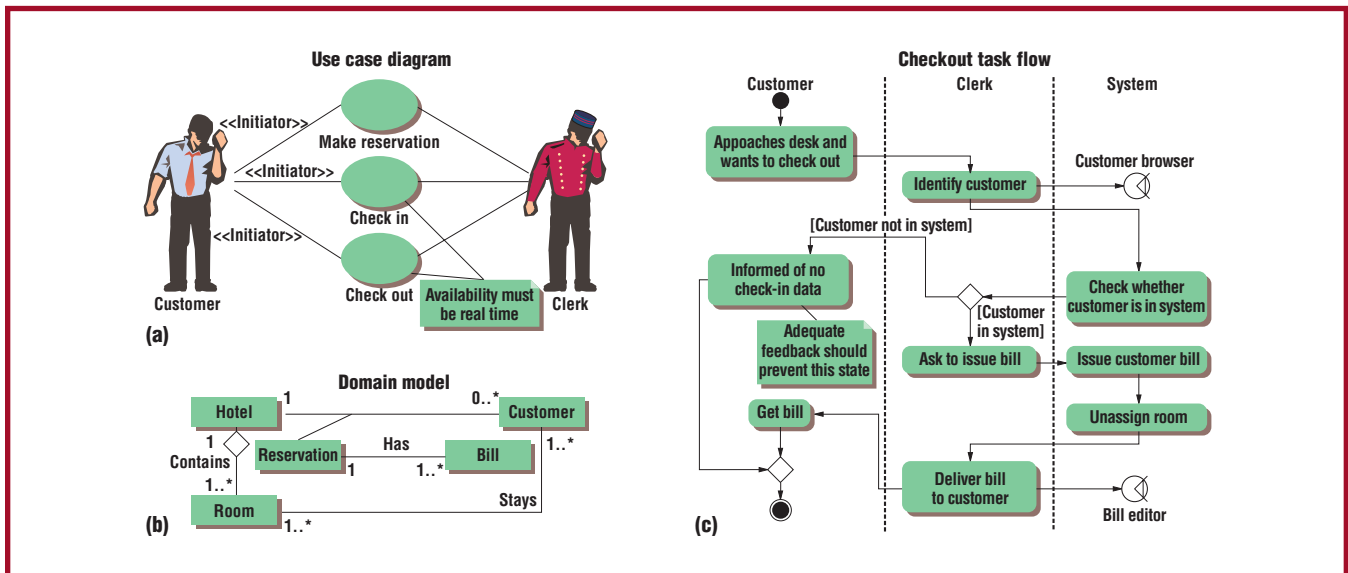 Use case diagram
<<Initiator>>
Make reservation
<<Initiator>>
Check in
<<Initiator>>
Check out
Customer
Clerk
Availability must
be real time
(a)
Domain model
Hotel
1
0..*
Customer
1
Contains
1..*
Reservation
1
Has
1..*
Bill
1..*
Room
1..*
Stays
(b)
Checkout task flow
Customer
Clerk
System
Appoaches desk and
wants to check out
Identify customer
Customer browser
[Customer not in system]
Informed of no
check-in data
Check whether
customer is in system
[Customer
in system]
Adequate
feedback should
prevent this state
Ask to issue bill
Issue customer bill
Get bill
Unassign room
Deliver bill
to customer
Bill editor
(c)